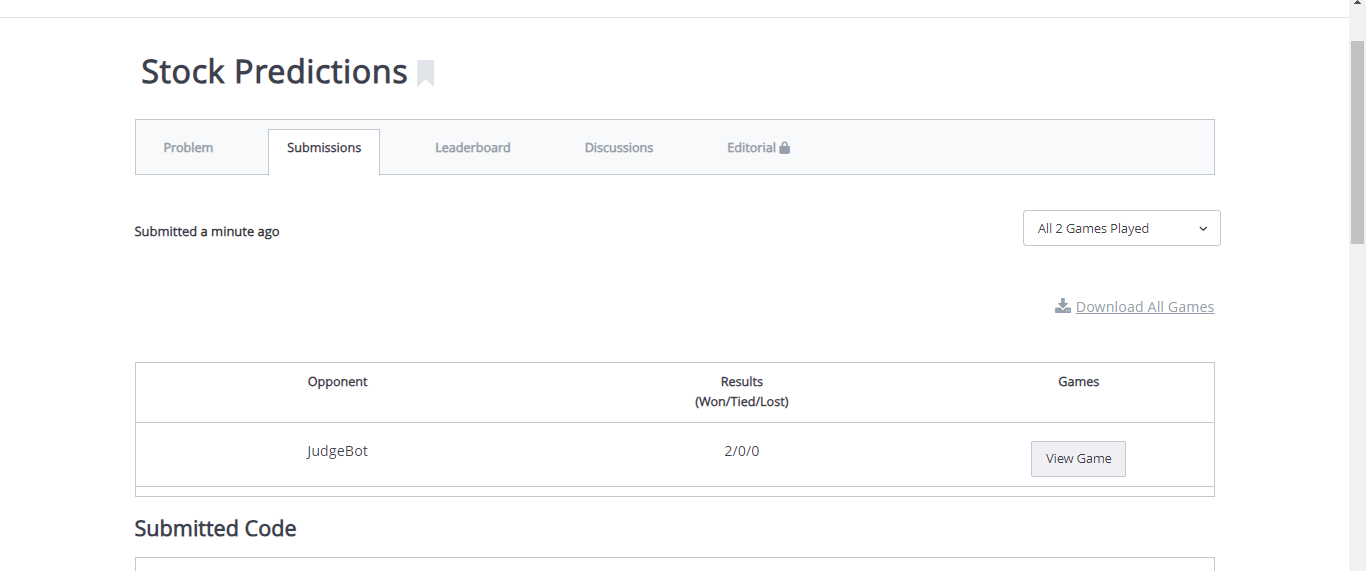 Stock Predictions
Problem
Submissions
Leaderboard
Discussions
Editorial
Submitted a minute ago
All 2 Games Played
Download All Games
Opponent
Results
(Won/Tied/Lost)
Games
JudgeBot
2/0/0
View Game
Submitted Code